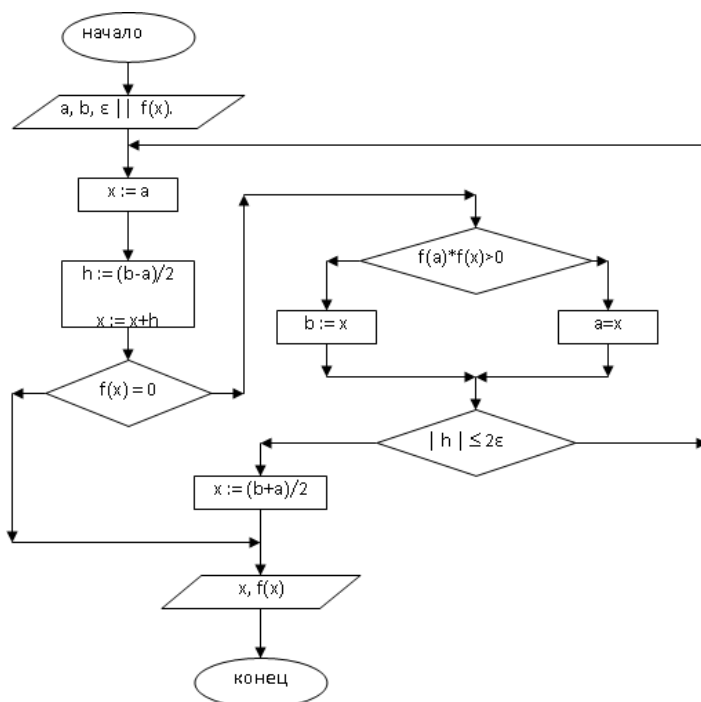 начало
a, b, ε || f(x).
x := a
h := (b-a)/2
x := x+h
f(x) = 0
f(a)*f(x)>0
b := x
a=x
| h | ≤ 2ε
x := (b+a)/2
x, f(x)
конец